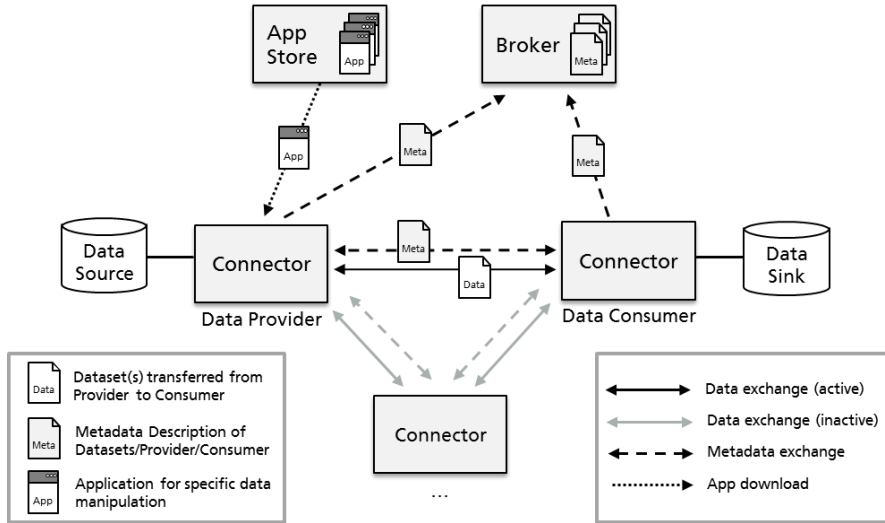 App
Store
App
Broker
Meta
App
Meta
Meta
Data
Source
Connector
Meta
Data
Connector
Data
Sink
Data Provider
Data Consumer
Connector
...
Data
Dataset(s) transferred from
Provider to Consumer
Meta
Metadata Description of
Datasets/Provider/Consumer
App
Application for specific data
manipulation
Data exchange (active)
Data exchange (inactive)
Metadata exchange
App download